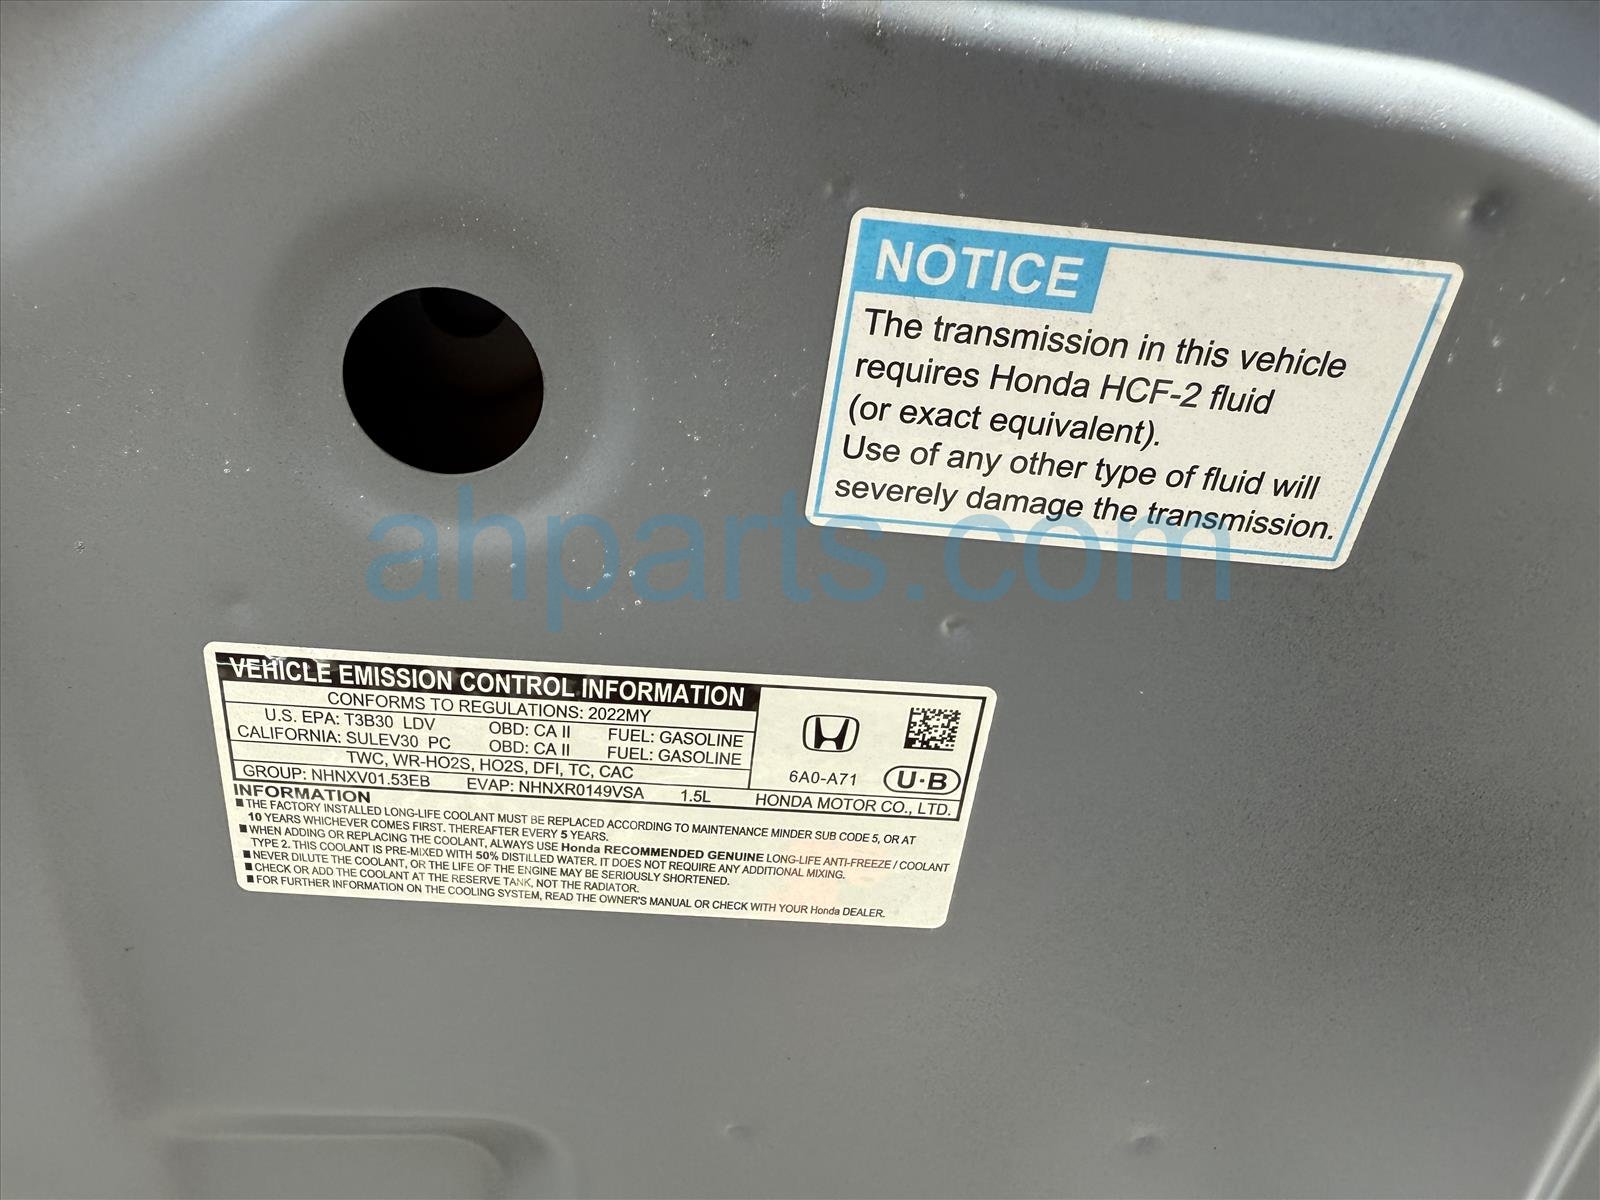 NOTICE
The transmission in this vehicle
requires Honda HCF-2 fluid
(or exact equivalent).
Use of any other type of fluid will
severely damage the transmission.
ahparts.com
VEHICLE EMISSION CONTROL INFORMATION
CONFORMS TO REGULATIONS: 2022MY
U.S. EPA: T3B30 LDV OBD: CA II FUEL: GASOLINE
CALIFORNIA: SULEV30 PC OBD: CA II FUEL: GASOLINE
TWC, WR-HO2S, HO2S, DFI, TC, CAC
GROUP: NHNXV01.53EB EVAP: NHNXR0149VSA 1.5L
6A0-A71 U·B
HONDA MOTOR CO., LTD.
INFORMATION
■ THE FACTORY INSTALLED LONG-LIFE COOLANT MUST BE REPLACED ACCORDING TO MAINTENANCE MINDER SUB CODE 5, OR AT
10 YEARS WHICHEVER COMES FIRST. THEREAFTER EVERY 5 YEARS.
■ WHEN ADDING OR REPLACING THE COOLANT, ALWAYS USE Honda RECOMMENDED GENUINE LONG-LIFE ANTI-FREEZE / COOLANT
TYPE 2. THIS COOLANT IS PRE-MIXED WITH 50% DISTILLED WATER. IT DOES NOT REQUIRE ANY ADDITIONAL MIXING.
■ NEVER DILUTE THE COOLANT, OR THE LIFE OF THE ENGINE MAY BE SERIOUSLY SHORTENED.
■ CHECK OR ADD THE COOLANT AT THE RESERVE TANK, NOT THE RADIATOR.
■ FOR FURTHER INFORMATION ON THE COOLING SYSTEM, READ THE OWNER'S MANUAL OR CHECK WITH YOUR Honda DEALER.